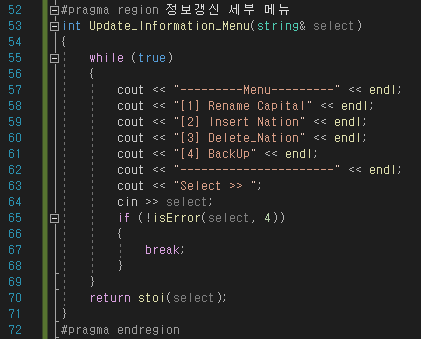 52 #pragma region 정보갱신 세부 메뉴
53 int Update_Information_Menu(string& select)
54 {
55     while (true)
56     {
57         cout << "---------Menu---------" << endl;
58         cout << "[1] Rename Capital" << endl;
59         cout << "[2] Insert Nation" << endl;
60         cout << "[3] Delete_Nation" << endl;
61         cout << "[4] BackUp" << endl;
62         cout << "----------------------" << endl;
63         cout << "Select >> ";
64         cin >> select;
65         if (!isError(select, 4))
66         {
67             break;
68         }
69     }
70     return stoi(select);
71 }
72 #pragma endregion